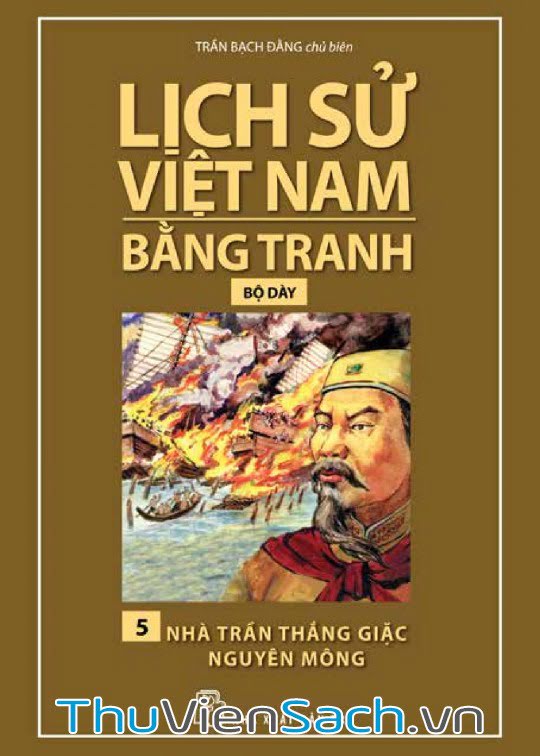 TRẦN BẠCH ĐẰNG chủ biên
LỊCH SỬ
VIỆT NAM
BẰNG TRANH
BỘ DÀY
5 NHÀ TRẦN THẮNG GIẶC
NGUYÊN MÔNG
ThuVienSach.vn